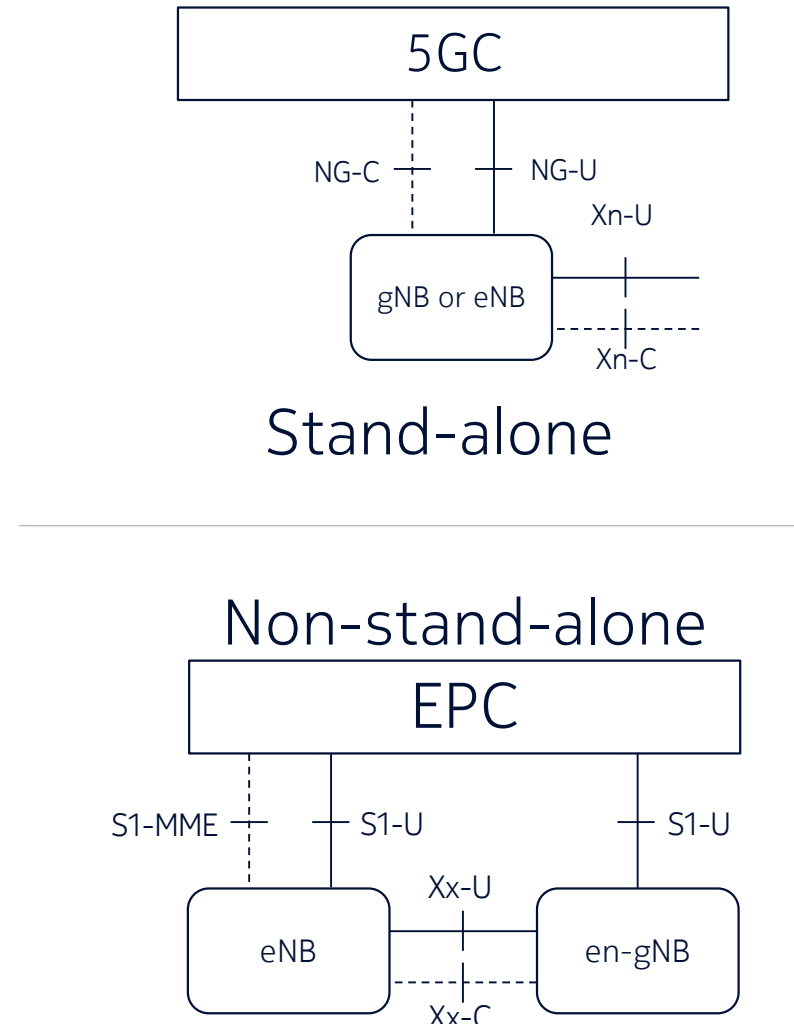 5GC
NG-C
NG-U
Xn-U
gNB or eNB
Xn-C
Stand-alone
Non-stand-alone
EPC
S1-MME
S1-U
S1-U
Xx-U
eNB
en-gNB
Xx-C